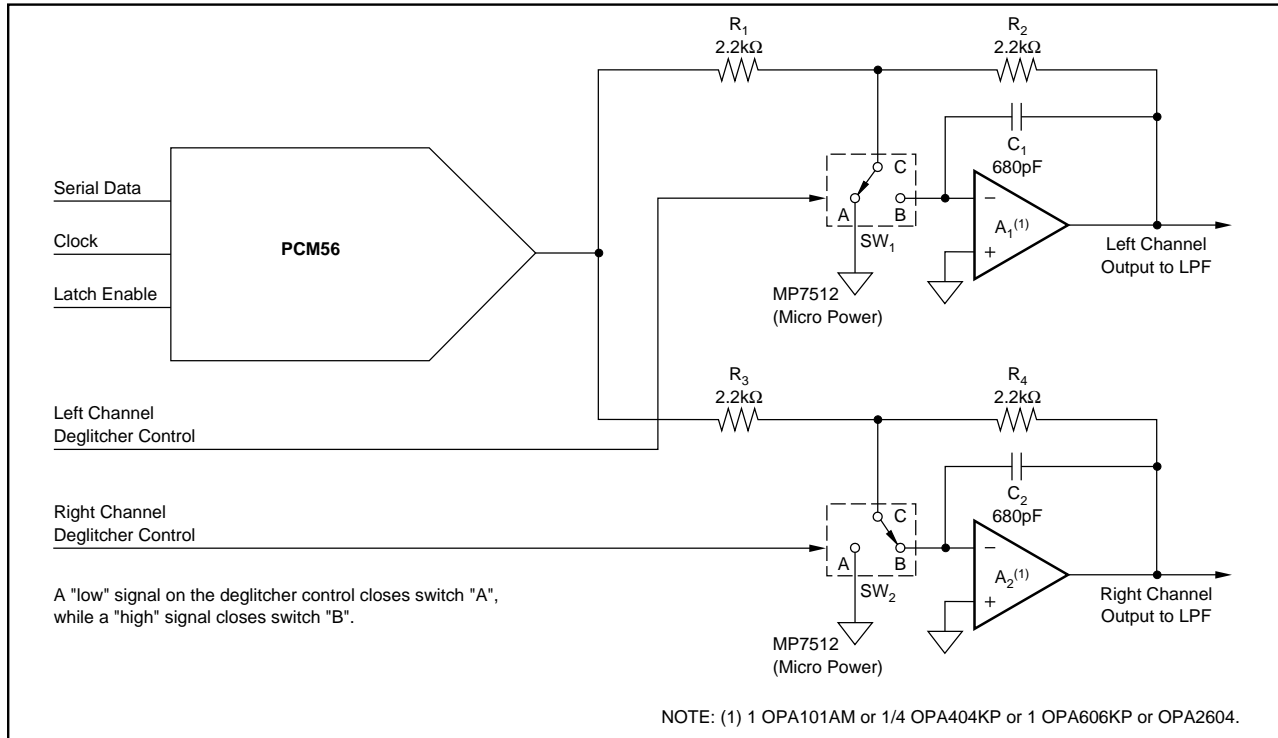 R1
2.2kΩ
R2
2.2kΩ
C1
680pF
C
A
B
SW1
A1(1)
−
+
Left Channel
Output to LPF
MP7512
(Micro Power)
Serial Data
Clock
Latch Enable
PCM56
R3
2.2kΩ
R4
2.2kΩ
Left Channel
Deglitcher Control
C2
680pF
Right Channel
Deglitcher Control
C
A
B
SW2
A2(1)
−
+
Right Channel
Output to LPF
A "low" signal on the deglitcher control closes switch "A",
while a "high" signal closes switch "B".
MP7512
(Micro Power)
NOTE: (1) 1 OPA101AM or 1/4 OPA404KP or 1 OPA606KP or OPA2604.